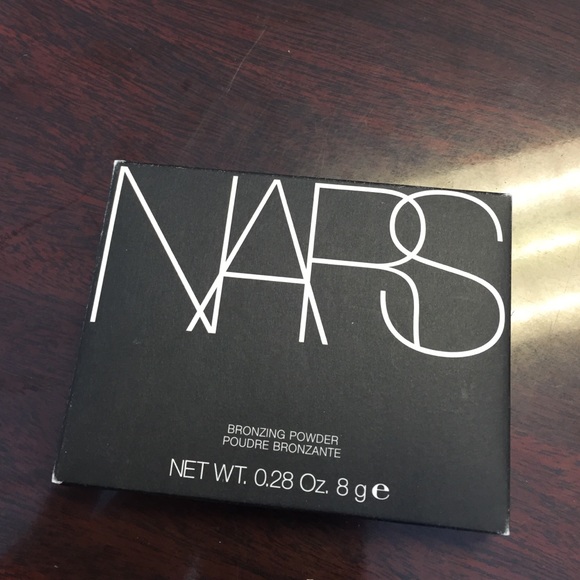 NARS
BRONZING POWDER
POUDRE BRONZANTE
NET WT. 0.28 Oz. 8 g ℮